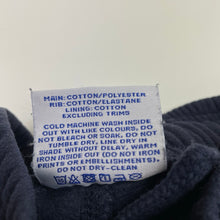 MAIN: COTTON/POLYESTER
RIB: COTTON/ELASTANE
LINING: COTTON
EXCLUDING TRIMS
COLD MACHINE WASH INSIDE
OUT WITH LIKE COLOURS. DO
NOT BLEACH OR SOAK. DO NOT
TUMBLE DRY. LINE DRY IN
SHADE WITHOUT DELAY. WARM
IRON INSIDE OUT (DO NOT IRON
PRINTS OR EMBELLISHMENTS).
DO NOT DRY-CLEAN